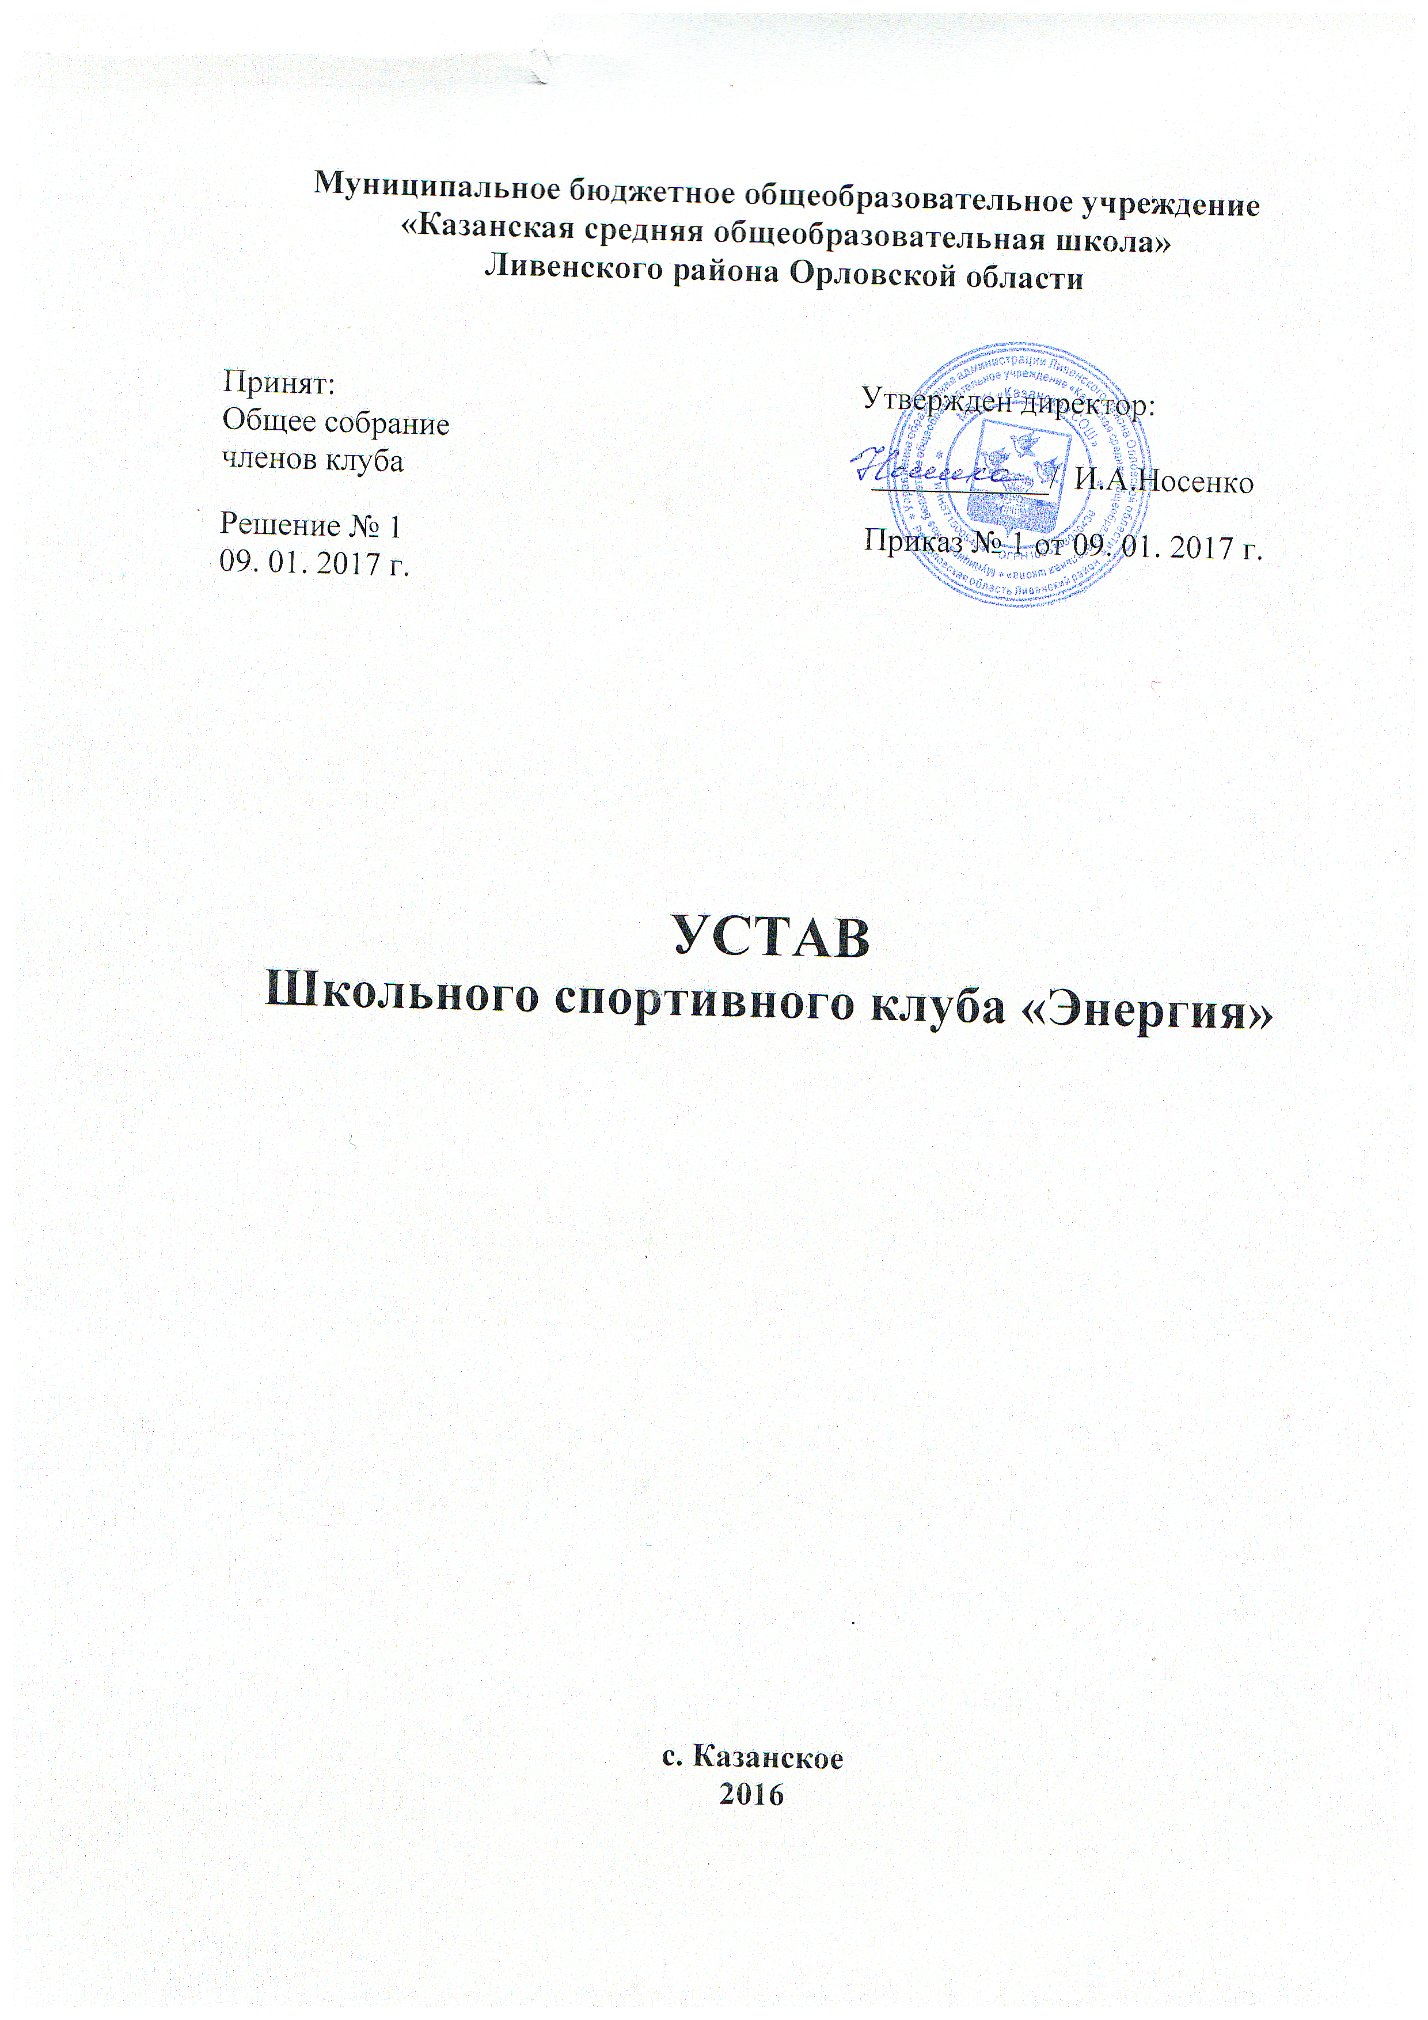 Муниципальное бюджетное общеобразовательное учреждение
«Казанская средняя общеобразовательная школа»
Ливенского района Орловской области
Принят:
Общее собрание
членов клуба
Решение № 1
09. 01. 2017 г.
Утвержден директор:
/ И.А.Носенко
Приказ № 1 от 09. 01. 2017 г.
УСТАВ
Школьного спортивного клуба «Энергия»
с. Казанское
2016